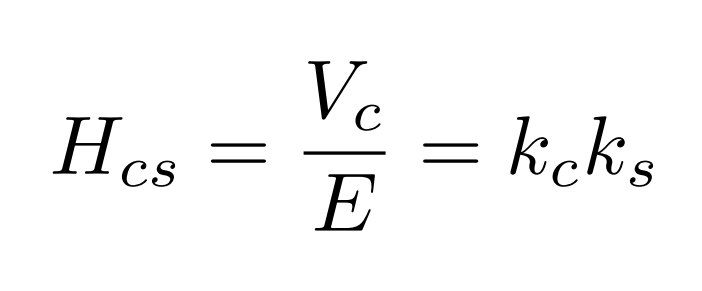 H_{cs} = \frac{V_c}{E} = k_c k_s